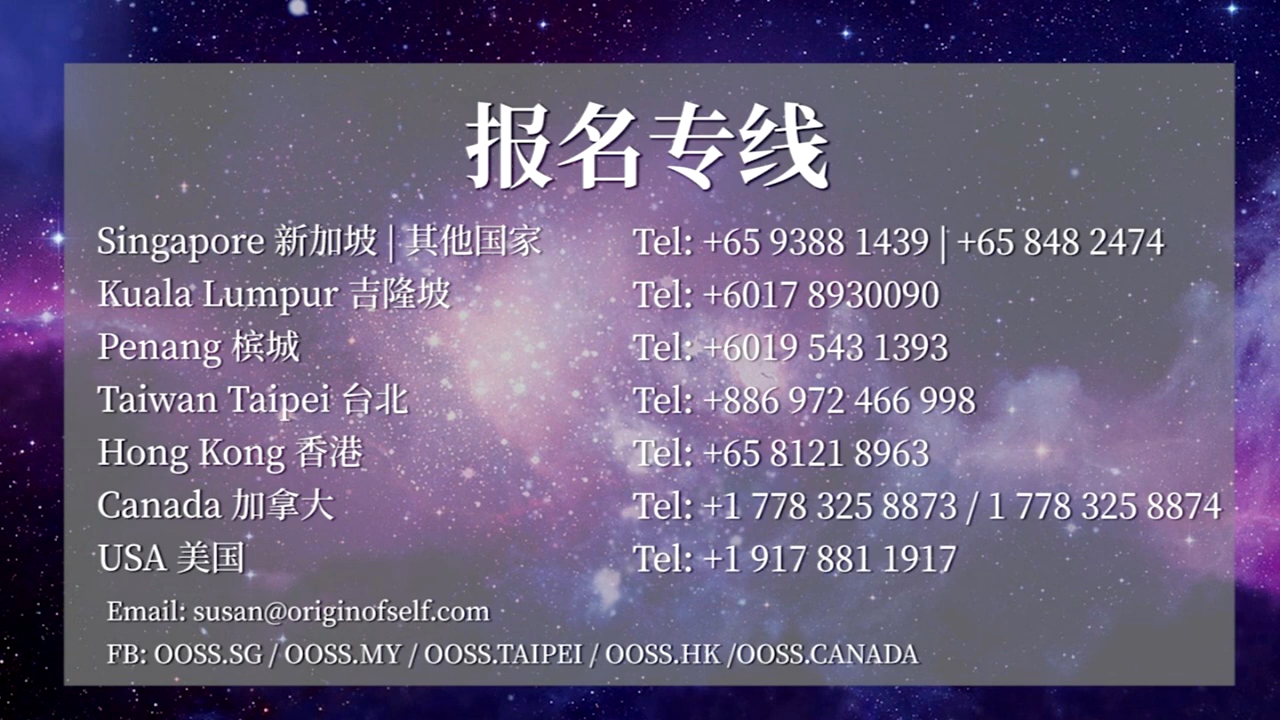 报名专线
Singapore 新加坡 | 其他国家 Tel: +65 9388 1439 | +65 848 2474
Kuala Lumpur 吉隆坡 Tel: +6017 8930090
Penang 槟城 Tel: +6019 543 1393
Taiwan Taipei 台北 Tel: +886 972 466 998
Hong Kong 香港 Tel: +65 8121 8963
Canada 加拿大 Tel: +1 778 325 8873 / 1 778 325 8874
USA 美国 Tel: +1 917 881 1917
Email: susan@originofself.com
FB: OOSS.SG / OOSS.MY / OOSS.TAIPEI / OOSS.HK /OOSS.CANADA